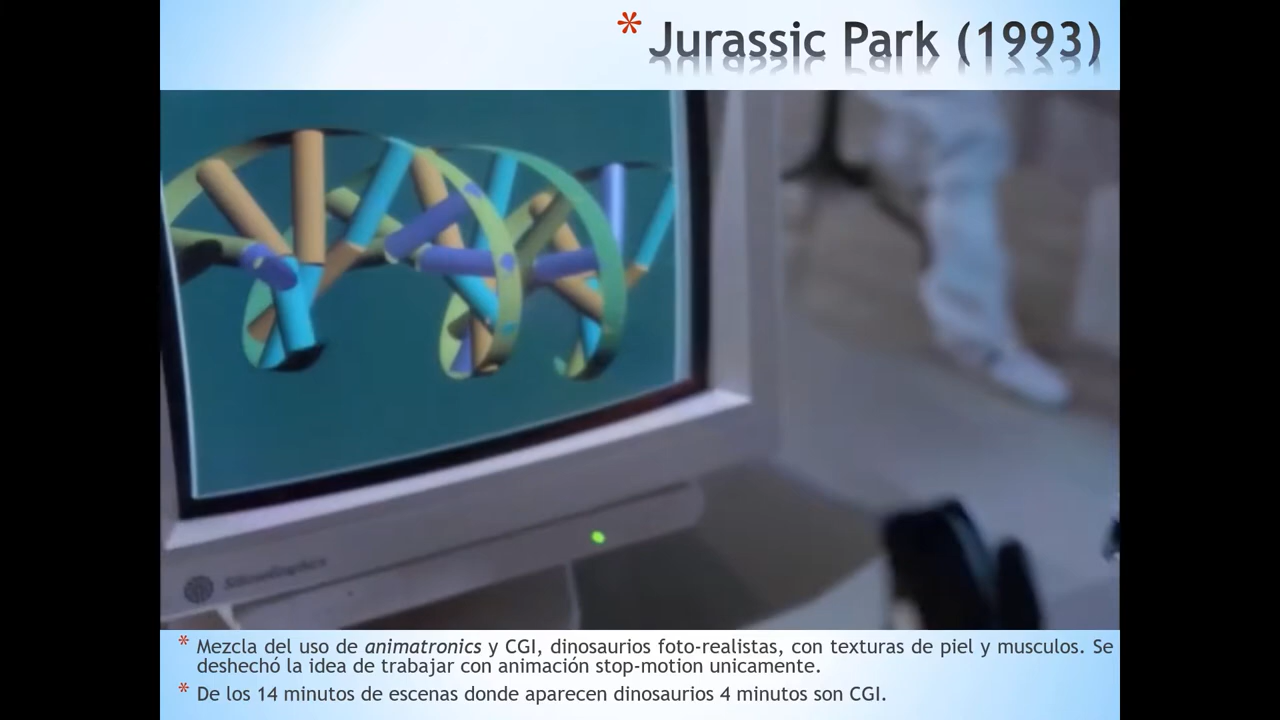 * Jurassic Park (1993)
SiliconGraphics
* Mezcla del uso de animatronics y CGI, dinosaurios foto-realistas, con texturas de piel y musculos. Se
deshechó la idea de trabajar con animación stop-motion unicamente.
* De los 14 minutos de escenas donde aparecen dinosaurios 4 minutos son CGI.